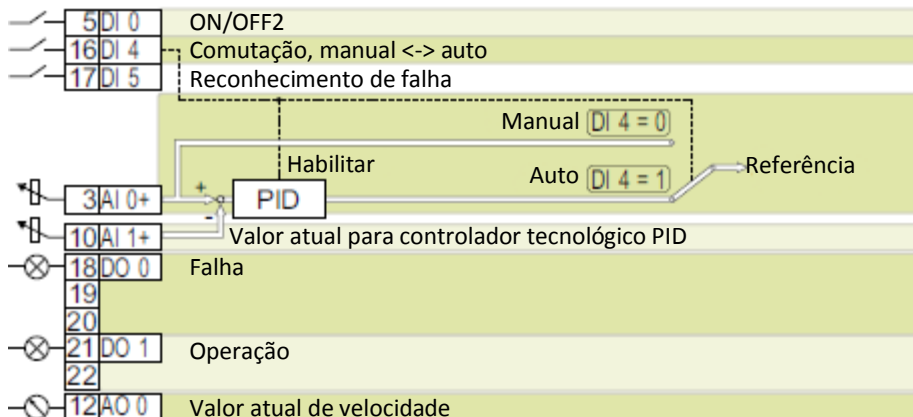 5 DI 0 ON/OFF2
16 DI 4 Comutação, manual <-> auto
17 DI 5 Reconhecimento de falha
Manual DI 4 = 0
Habilitar
Auto DI 4 = 1
Referência
3 AI 0+ + PID
-
10 AI 1+ Valor atual para controlador tecnológico PID
18 DO 0 Falha
19
20
21 DO 1 Operação
22
12 AO 0 Valor atual de velocidade